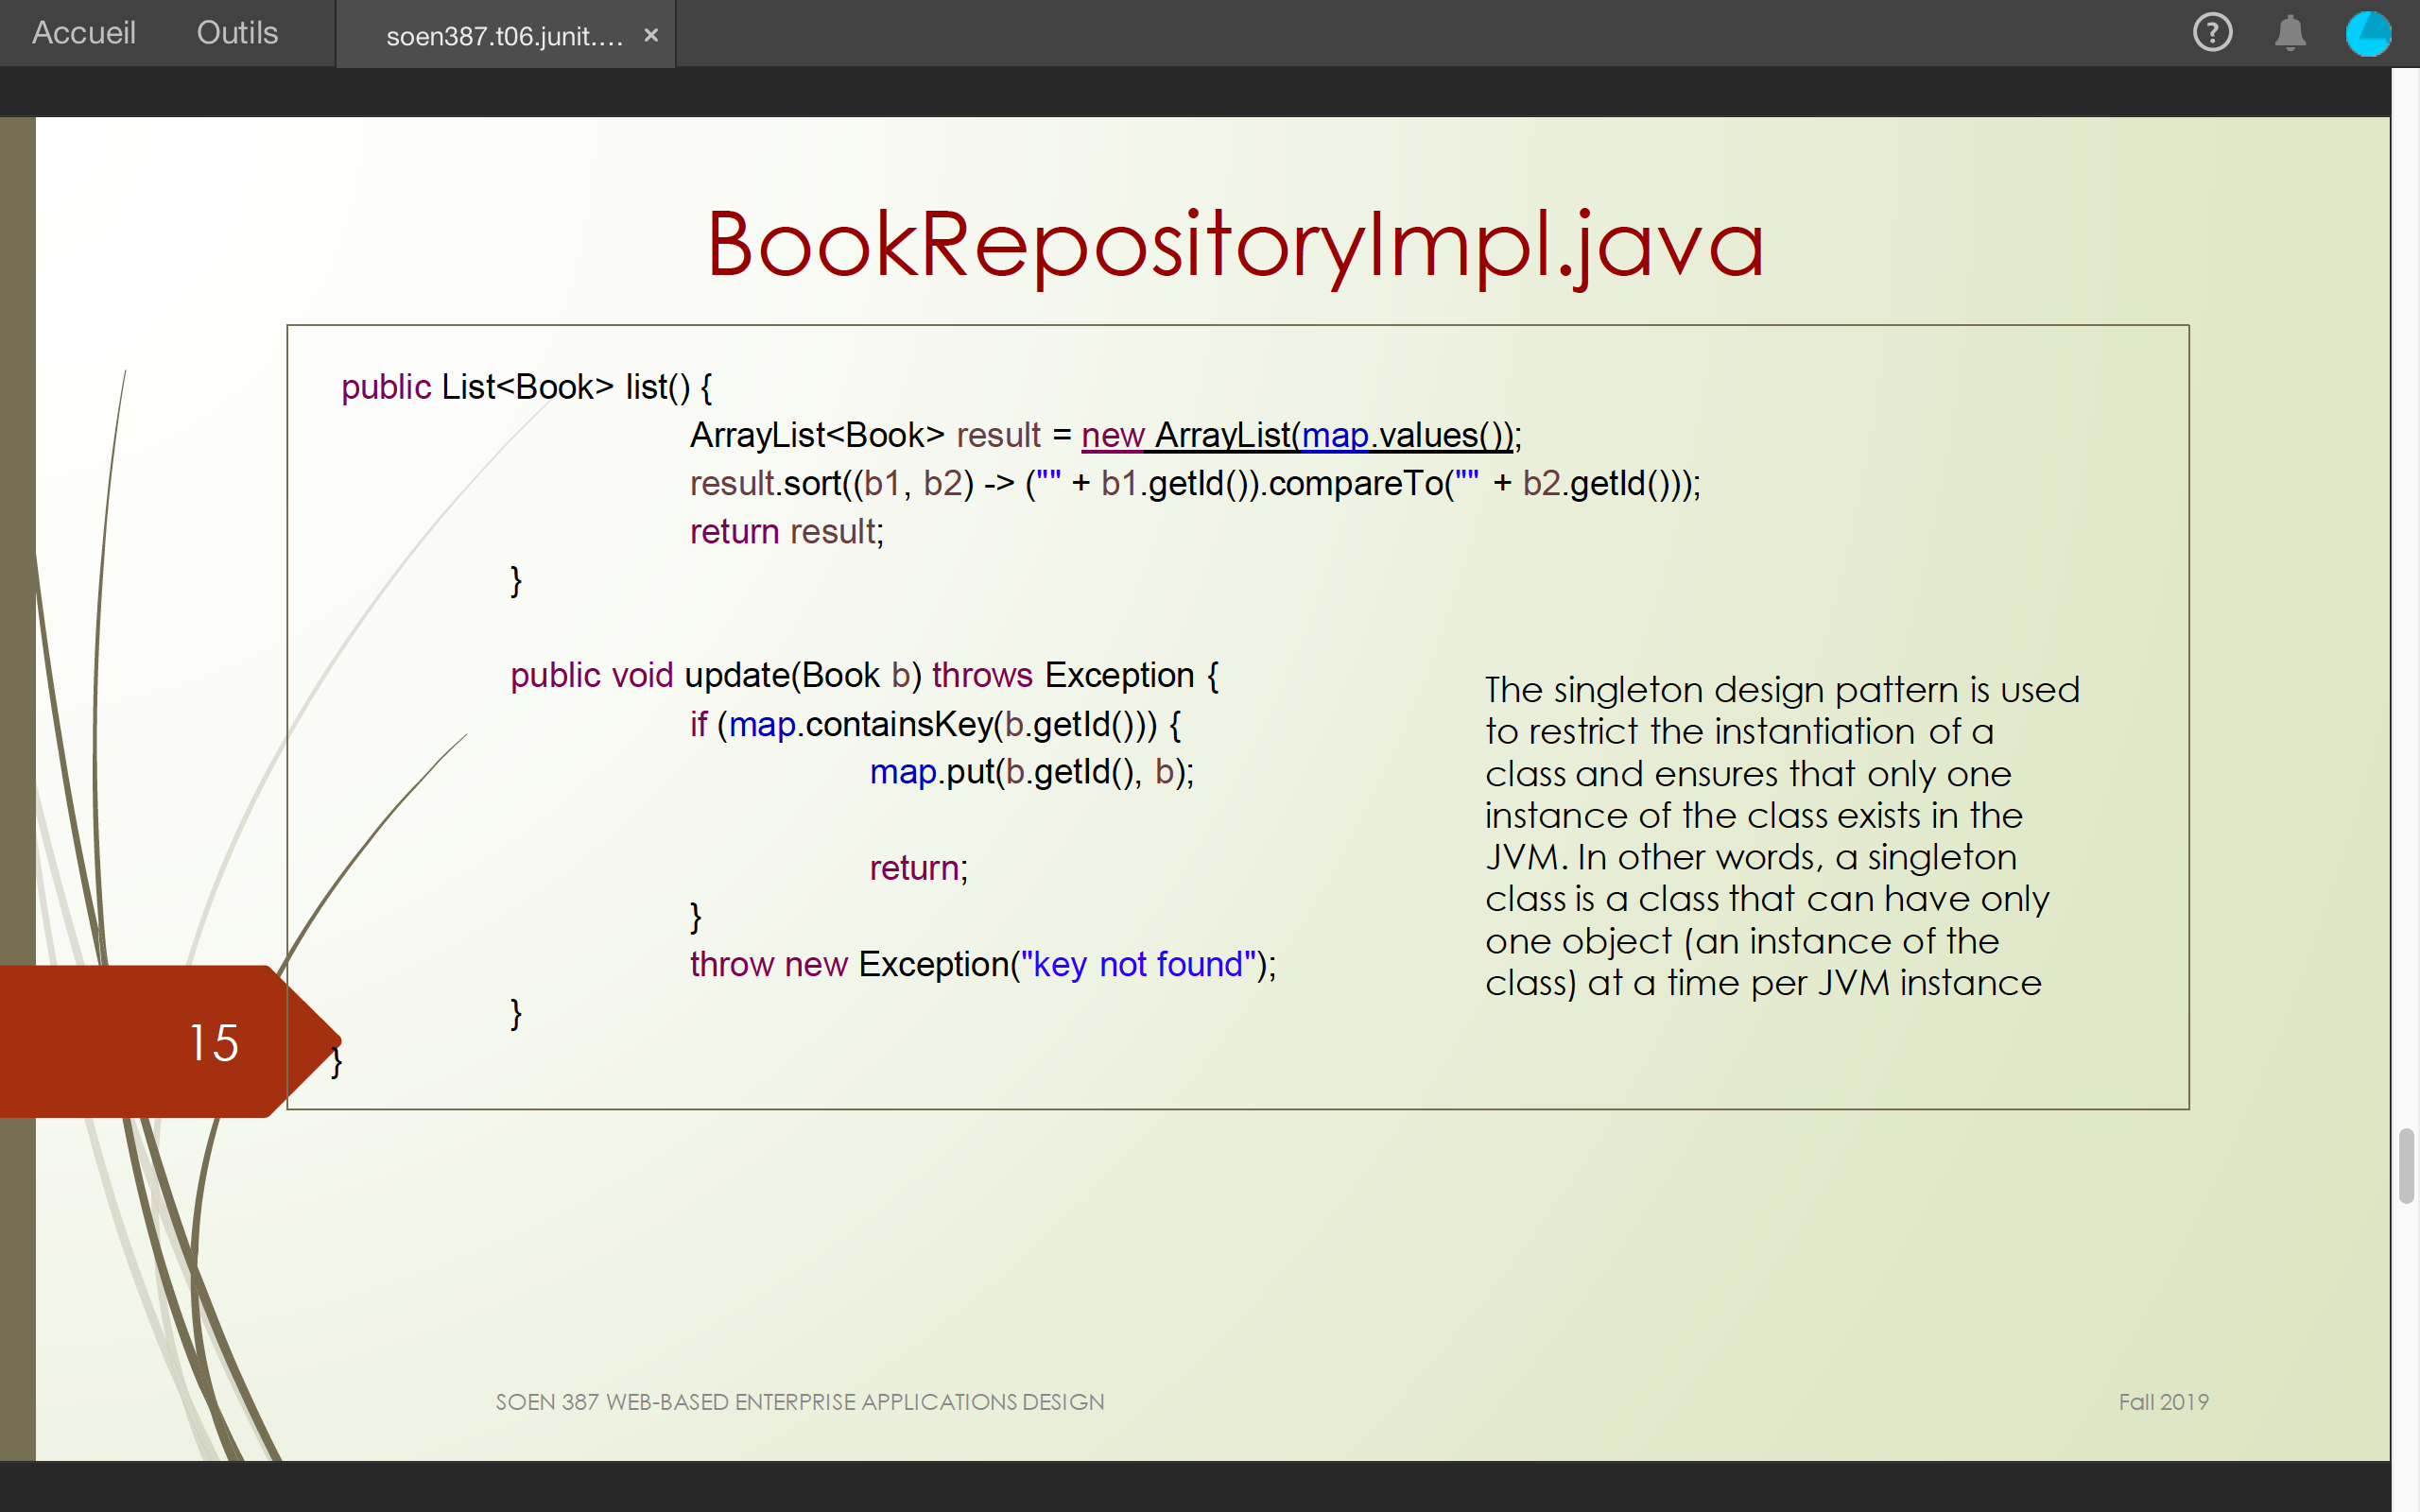 Accueil Outils soen387.t06.junit.... ×
BookRepositoryImpl.java
public List<Book> list() {
ArrayList<Book> result = new ArrayList(map.values());
result.sort((b1, b2) -> ("" + b1.getId()).compareTo("" + b2.getId()));
return result;
}
public void update(Book b) throws Exception {
if (map.containsKey(b.getId())) {
map.put(b.getId(), b);
return;
}
throw new Exception("key not found");
}
}
The singleton design pattern is used
to restrict the instantiation of a
class and ensures that only one
instance of the class exists in the
JVM. In other words, a singleton
class is a class that can have only
one object (an instance of the
class) at a time per JVM instance
15
SOEN 387 WEB-BASED ENTERPRISE APPLICATIONS DESIGN
Fall 2019